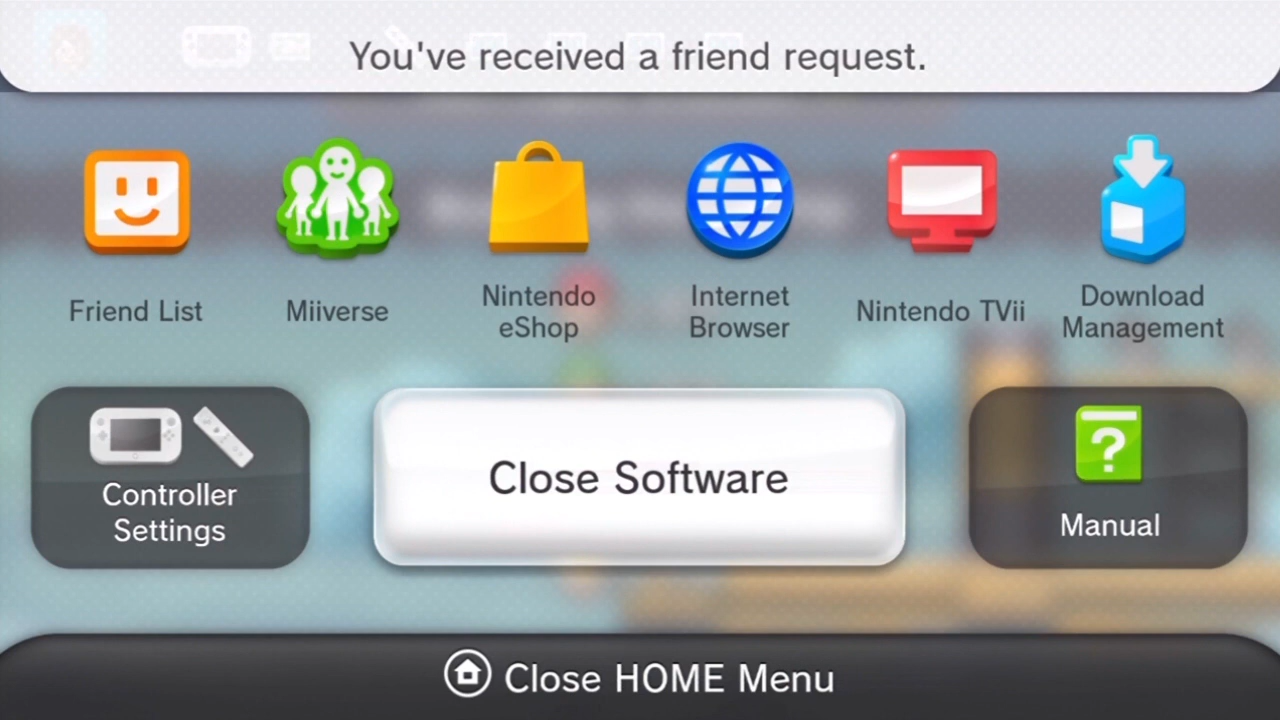 You've received a friend request.
Friend List
Miiverse
Nintendo
eShop
Internet
Browser
Nintendo TVii
Download
Management
Controller
Settings
Close Software
Manual
Close HOME Menu